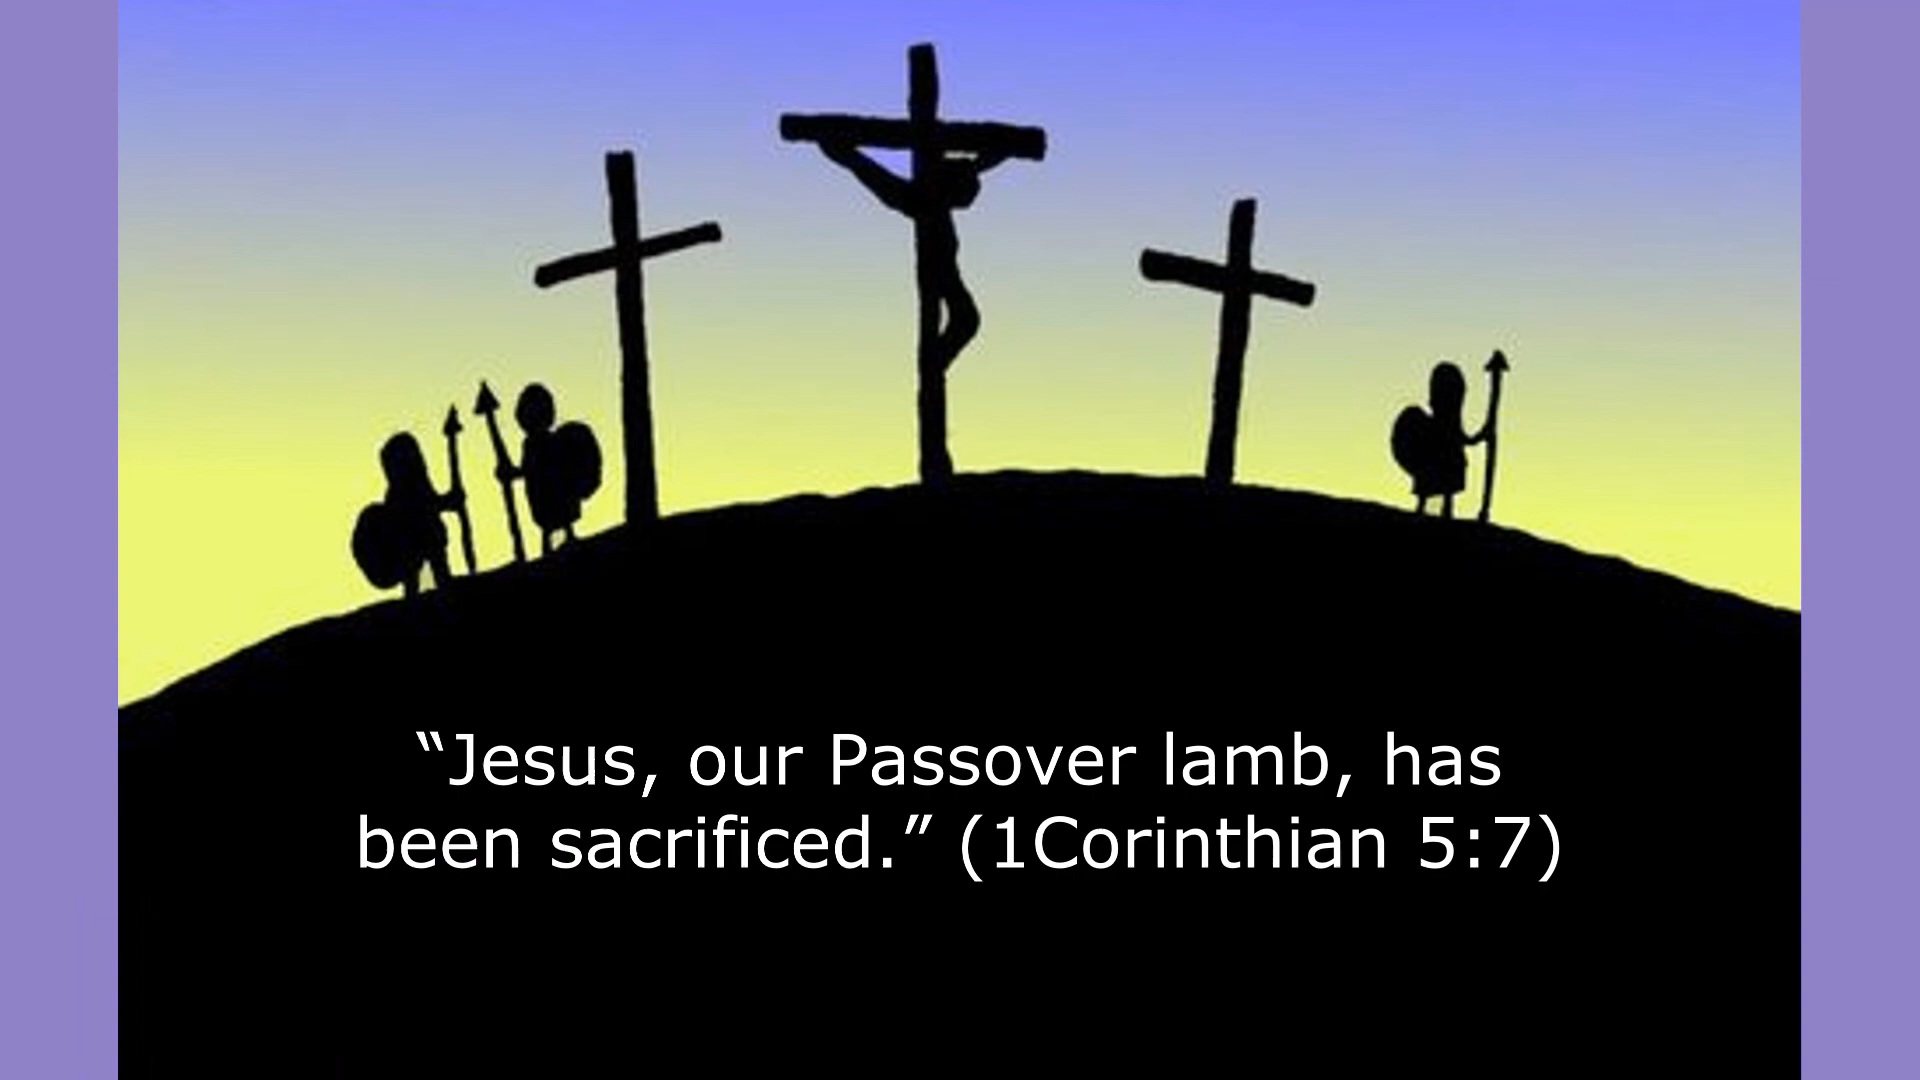 “Jesus, our Passover lamb, has
been sacrificed.” (1Corinthian 5:7)